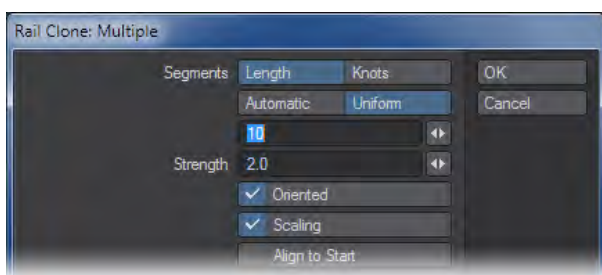 Rail Clone: Multiple
Segments Length Knots OK
Automatic Uniform Cancel
10
Strength 2.0
Oriented
Scaling
Align to Start